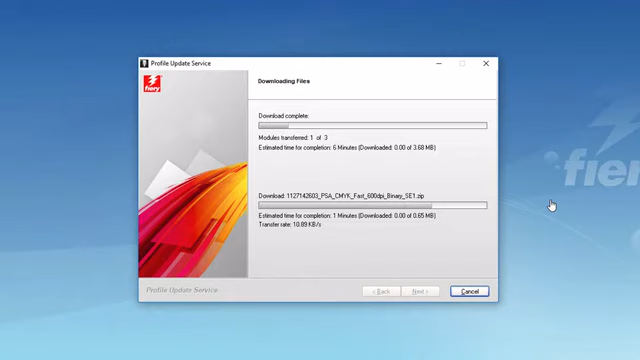 Profile Update Service
fiery
Downloading Files
Download complete:
Modules transferred: 1 of 3
Estimated time for completion: 6 Minutes (Downloaded: 0.00 of 3.68 MB)
Download: 1127142603_PSA_CMYK_Fast_600dpi_Binary_SE1.zip
Estimated time for completion: 1 Minutes (Downloaded: 0.00 of 0.65 MB)
Transfer rate: 10.89 KB/s
fiery
Profile Update Service
< Back
Next >
Cancel